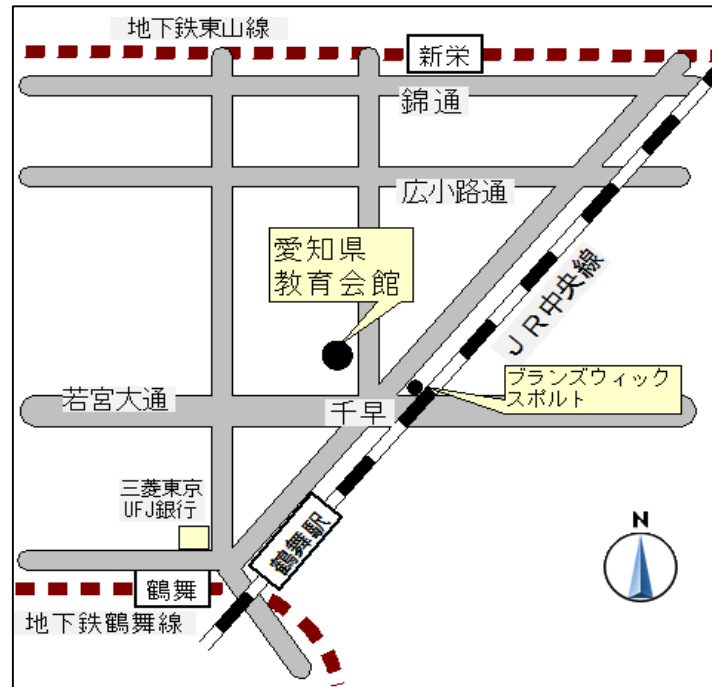 地下鉄東山線
新栄
錦通
広小路通
愛知県
教育会館
JR中央線
ブランズウィック
スポルト
若宮大通
千早
三菱東京
UFJ銀行
鶴舞駅
N
鶴舞
地下鉄鶴舞線